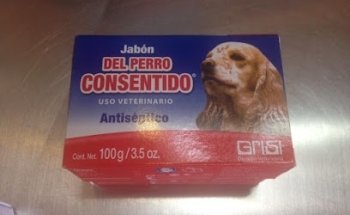 Jabón
DEL PERRO
CONSENTIDO®
USO VETERINARIO
Antiséptico
Cont. Net. 100g / 3.5 oz.
GRISI